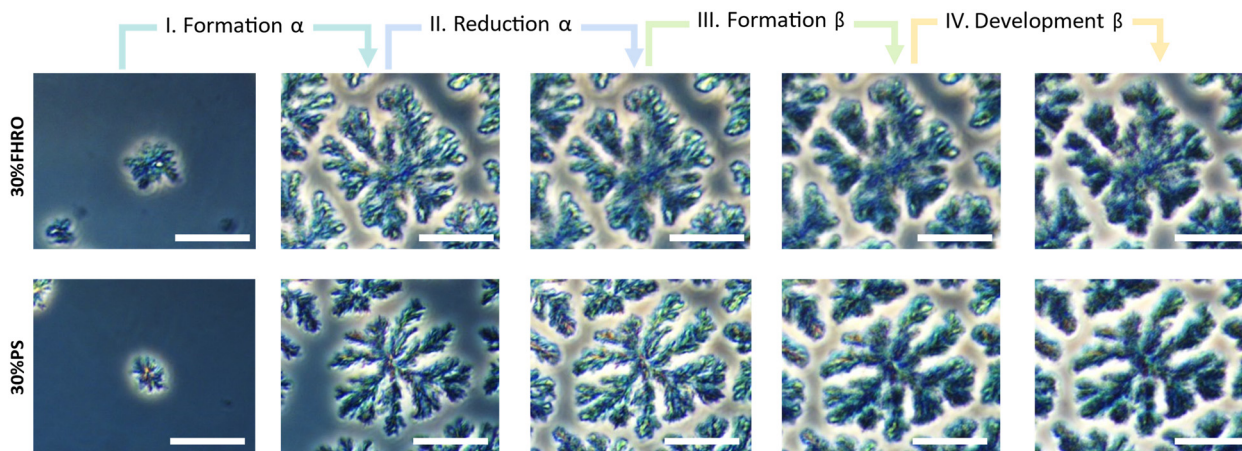 I. Formation α
II. Reduction α
III. Formation β
IV. Development β
30%FHRO
30%PS